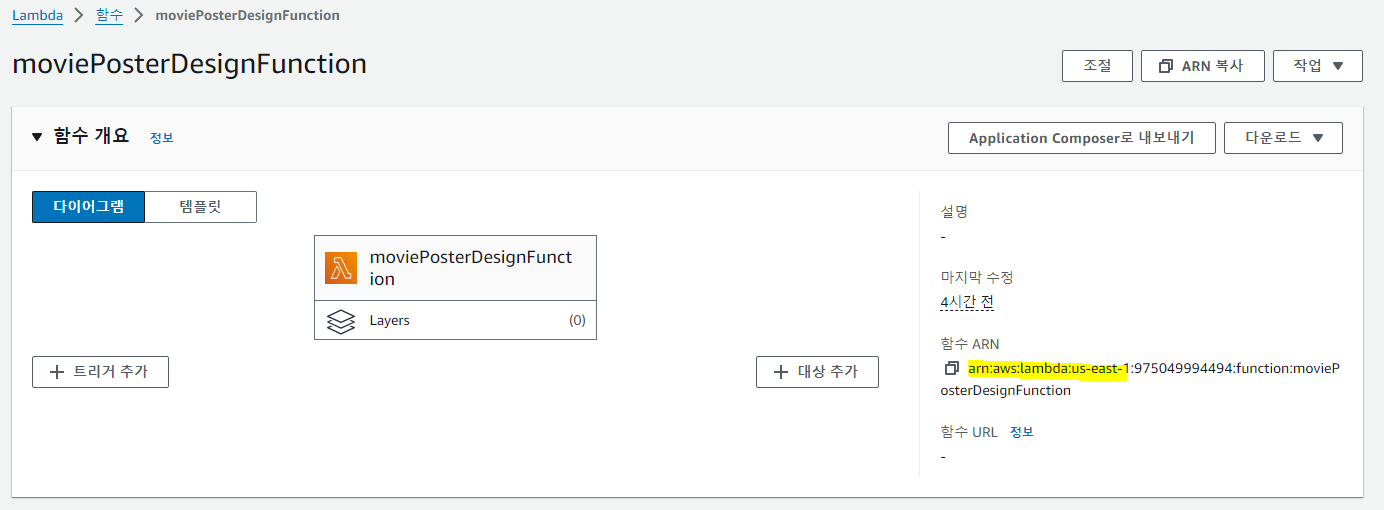 Lambda > 함수 > moviePosterDesignFunction
moviePosterDesignFunction
조절 ARN 복사 작업
함수 개요 정보
Application Composer로 내보내기 다운로드
다이어그램 템플릿
moviePosterDesignFunct
ion
Layers (0)
트리거 추가
대상 추가
설명
-
마지막 수정
4시간 전
함수 ARN
arn:aws:lambda:us-east-1:975049994494:function:movieP
osterDesignFunction
함수 URL 정보
-